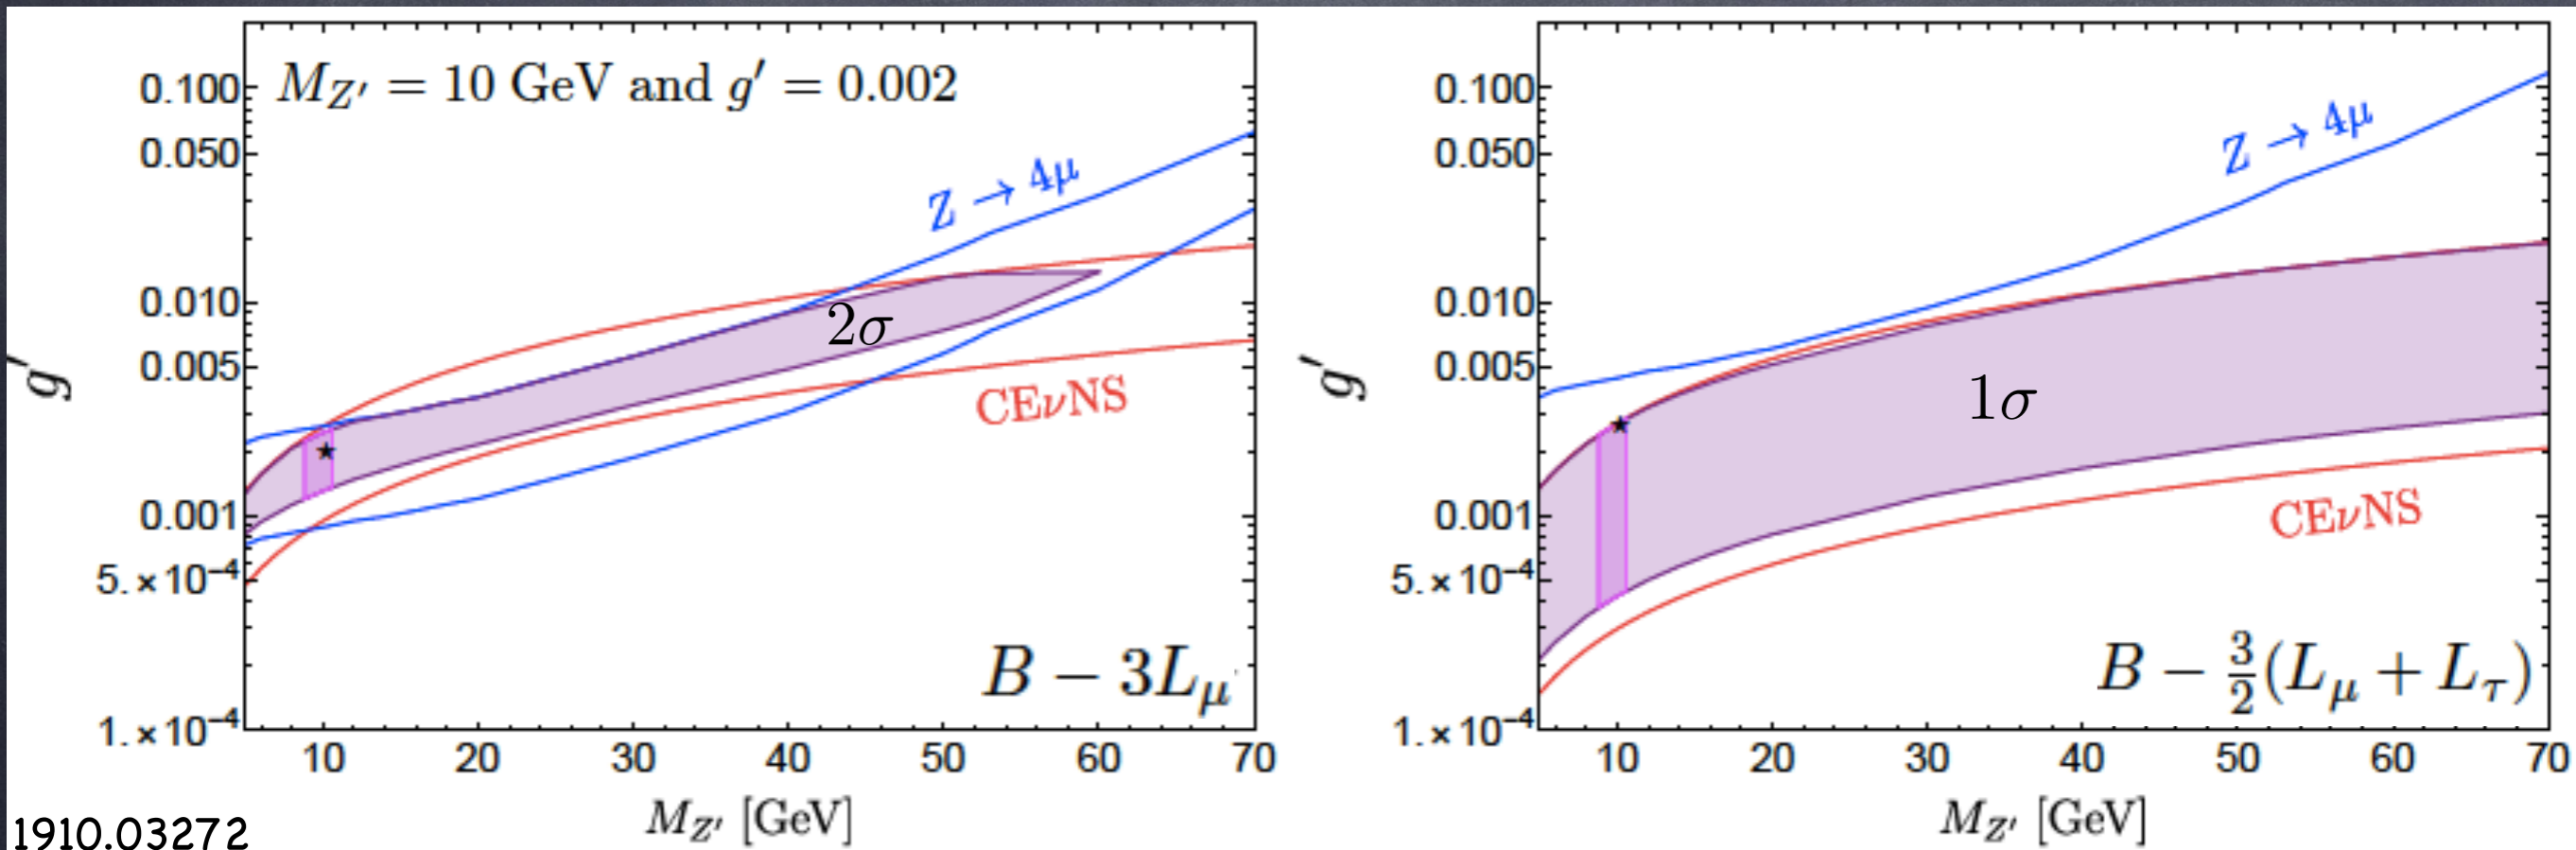 M_{Z'} = 10 GeV and g' = 0.002
g'
0.100
0.050
0.010
0.005
0.001
5.×10⁻⁴
1.×10⁻⁴
Z → 4μ
2σ
CEνNS
B − 3L_μ
10 20 30 40 50 60 70
M_{Z'} [GeV]
g'
0.100
0.050
0.010
0.005
0.001
5.×10⁻⁴
1.×10⁻⁴
Z → 4μ
1σ
CEνNS
B − 3/2(L_μ + L_τ)
10 20 30 40 50 60 70
M_{Z'} [GeV]
1910.03272